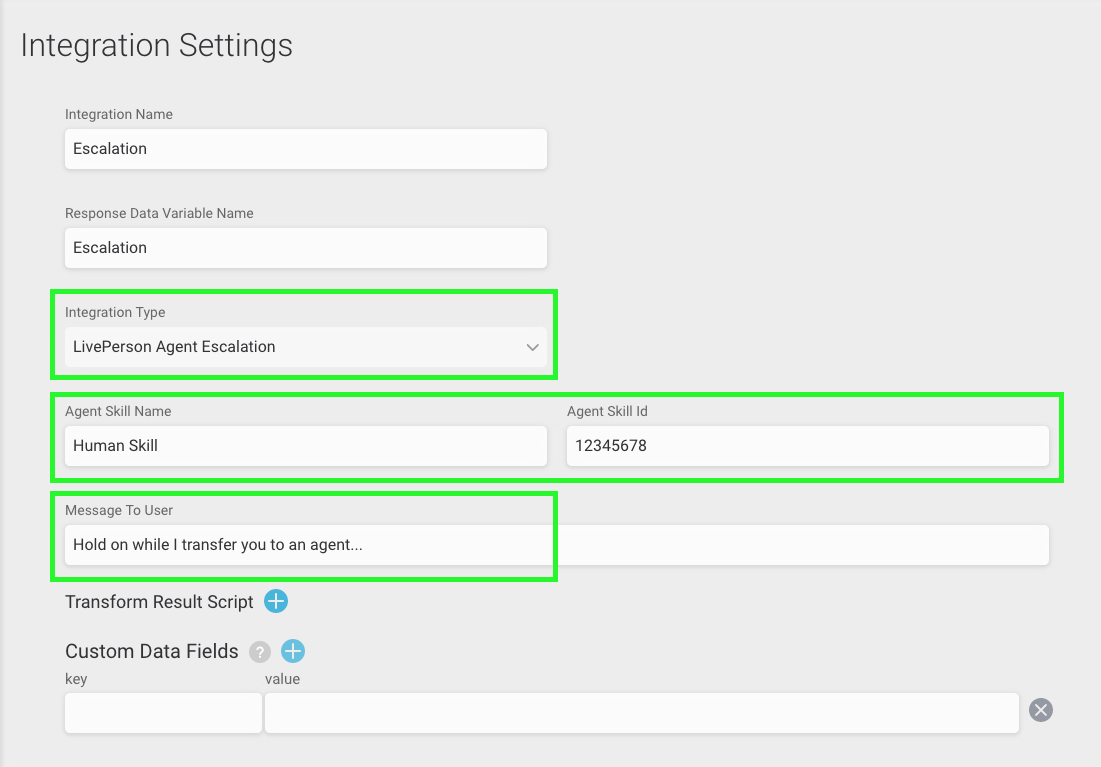 Integration Settings
Integration Name
Escalation
Response Data Variable Name
Escalation
Integration Type
LivePerson Agent Escalation
Agent Skill Name
Agent Skill Id
Human Skill
12345678
Message To User
Hold on while I transfer you to an agent...
Transform Result Script
Custom Data Fields ?
key
value